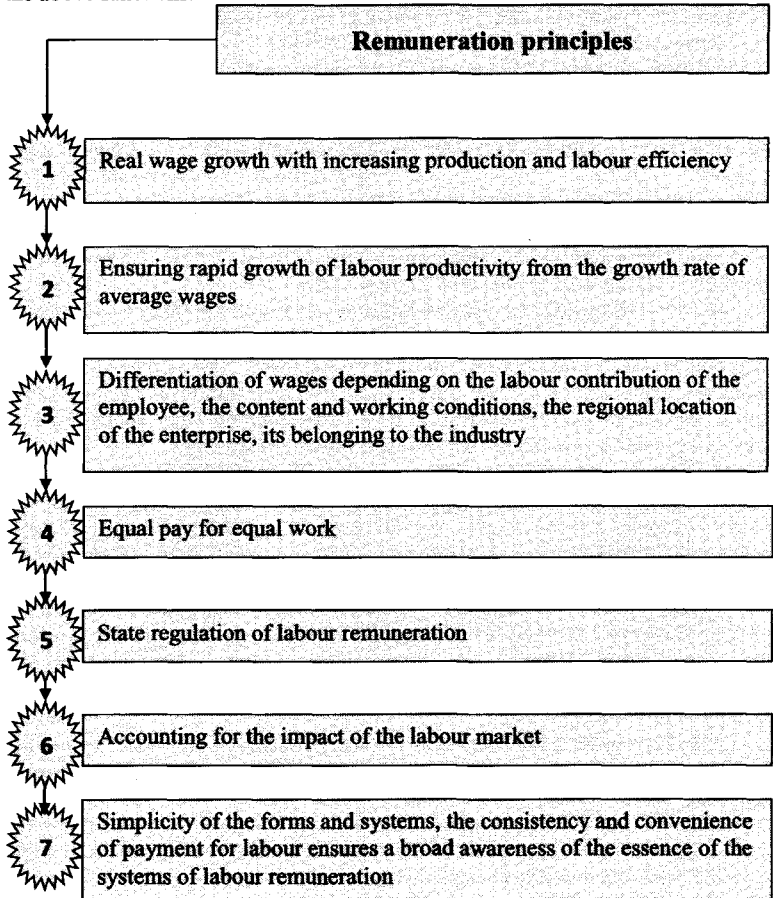 Remuneration principles
1
Real wage growth with increasing production and labour efficiency
2
Ensuring rapid growth of labour productivity from the growth rate of
average wages
3
Differentiation of wages depending on the labour contribution of the
employee, the content and working conditions, the regional location
of the enterprise, its belonging to the industry
4
Equal pay for equal work
5
State regulation of labour remuneration
6
Accounting for the impact of the labour market
7
Simplicity of the forms and systems, the consistency and convenience
of payment for labour ensures a broad awareness of the essence of the
systems of labour remuneration